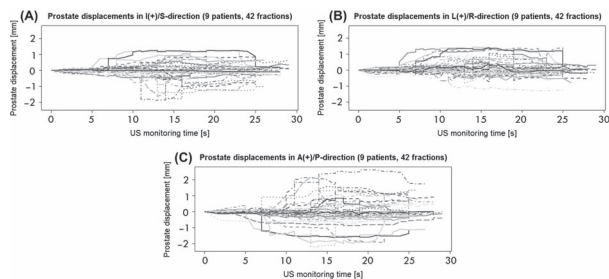 (A) Prostate displacements in I(+)/S-direction (9 patients, 42 fractions)
Prostate displacement [mm]
2
1
0
−1
−2
0 5 10 15 20 25 30
US monitoring time [s]
(B) Prostate displacements in L(+)/R-direction (9 patients, 42 fractions)
Prostate displacement [mm]
2
1
0
−1
−2
0 5 10 15 20 25 30
US monitoring time [s]
(C) Prostate displacements in A(+)/P-direction (9 patients, 42 fractions)
Prostate displacement [mm]
2
1
0
−1
−2
0 5 10 15 20 25 30
US monitoring time [s]